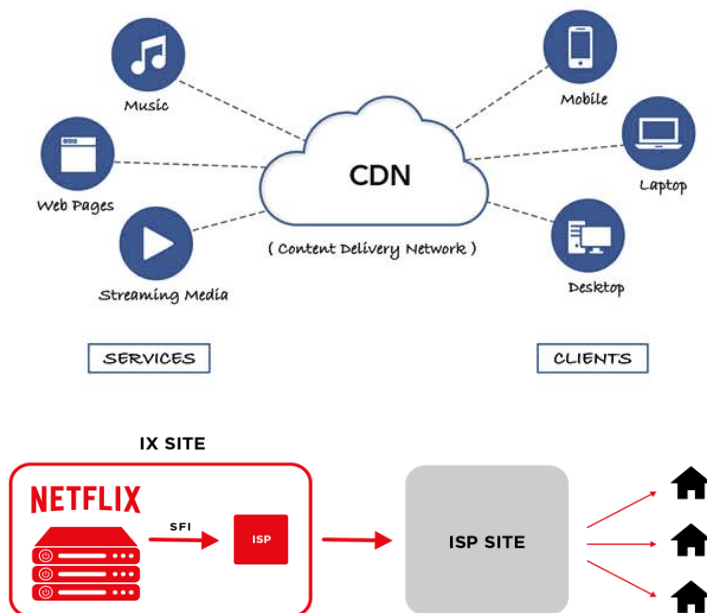 Music
Mobile
CDN
Web Pages
Laptop
( Content Delivery Network )
Streaming Media
Desktop
SERVICES
CLIENTS
IX SITE
NETFLIX
SFI
ISP
ISP SITE